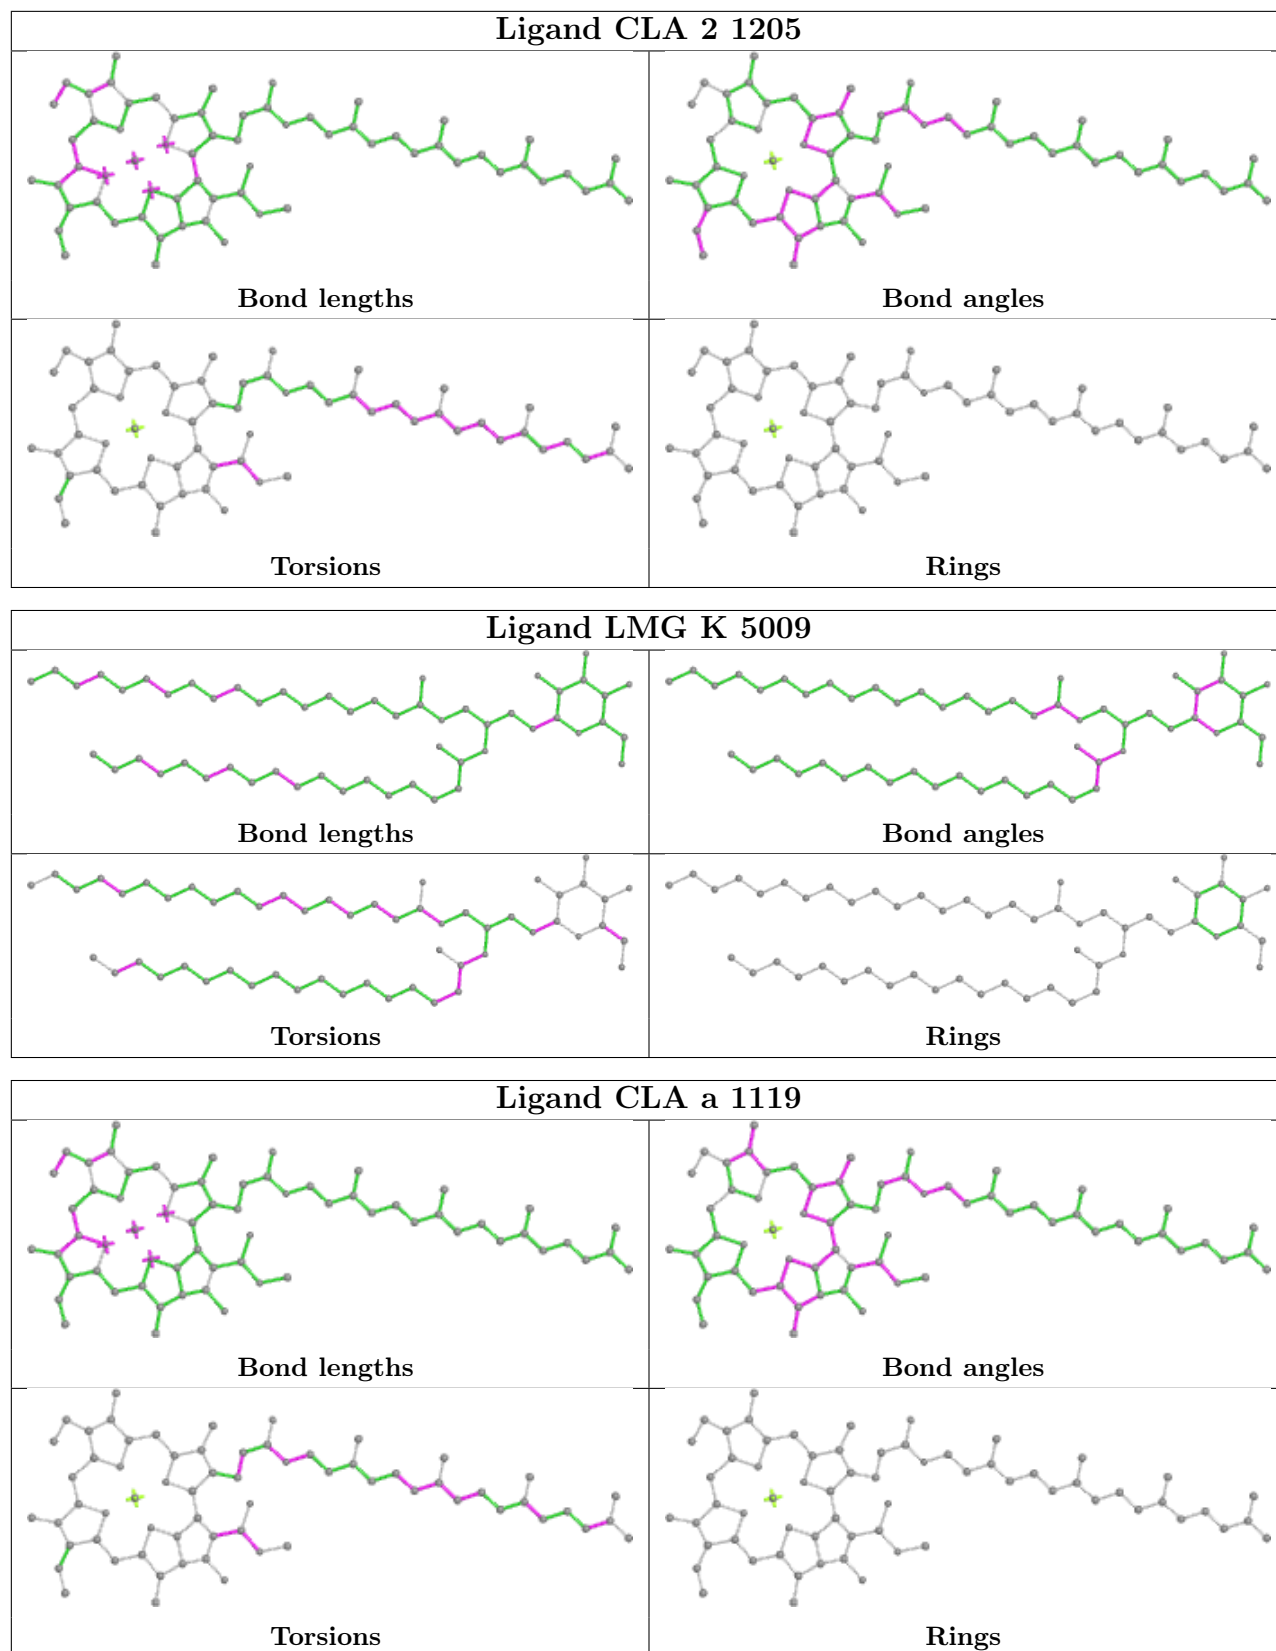 Ligand CLA 2 1205
Bond lengths
Bond angles
Torsions
Rings
Ligand LMG K 5009
Bond lengths
Bond angles
Torsions
Rings
Ligand CLA a 1119
Bond lengths
Bond angles
Torsions
Rings